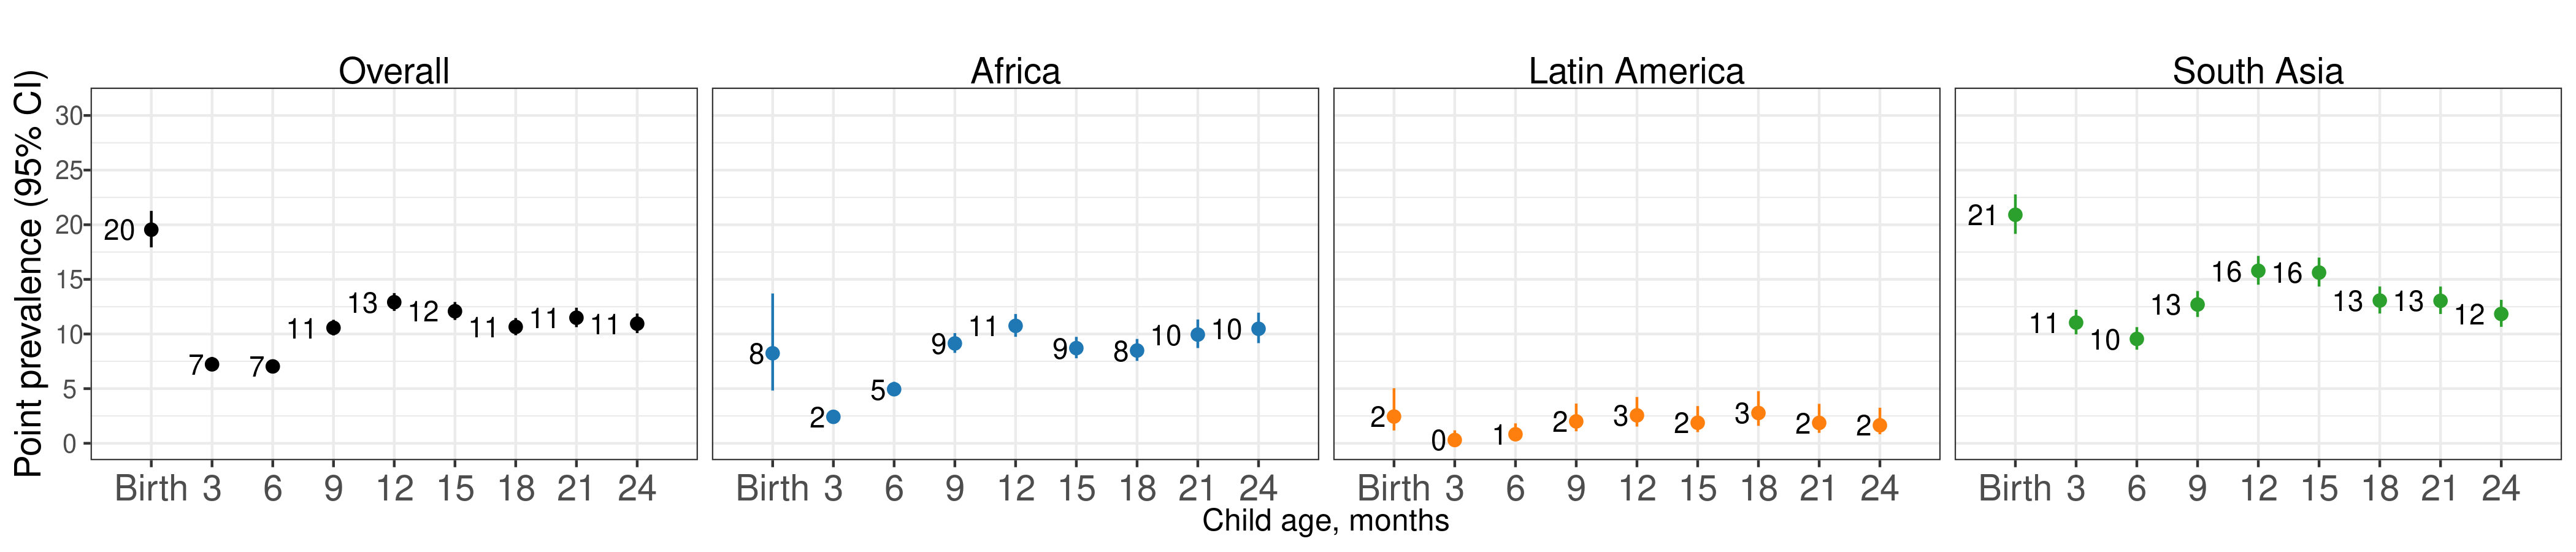 Overall Africa Latin America South Asia
Point prevalence (95% CI)
30
25
20
15
10
5
0
20 7 7 11 13 12 11 11 11
8 2 5 9 11 9 8 10 10
2 0 1 2 3 2 3 2 2
21 11 10 13 16 16 13 13 12
Birth 3 6 9 12 15 18 21 24 Birth 3 6 9 12 15 18 21 24 Birth 3 6 9 12 15 18 21 24 Birth 3 6 9 12 15 18 21 24
Child age, months